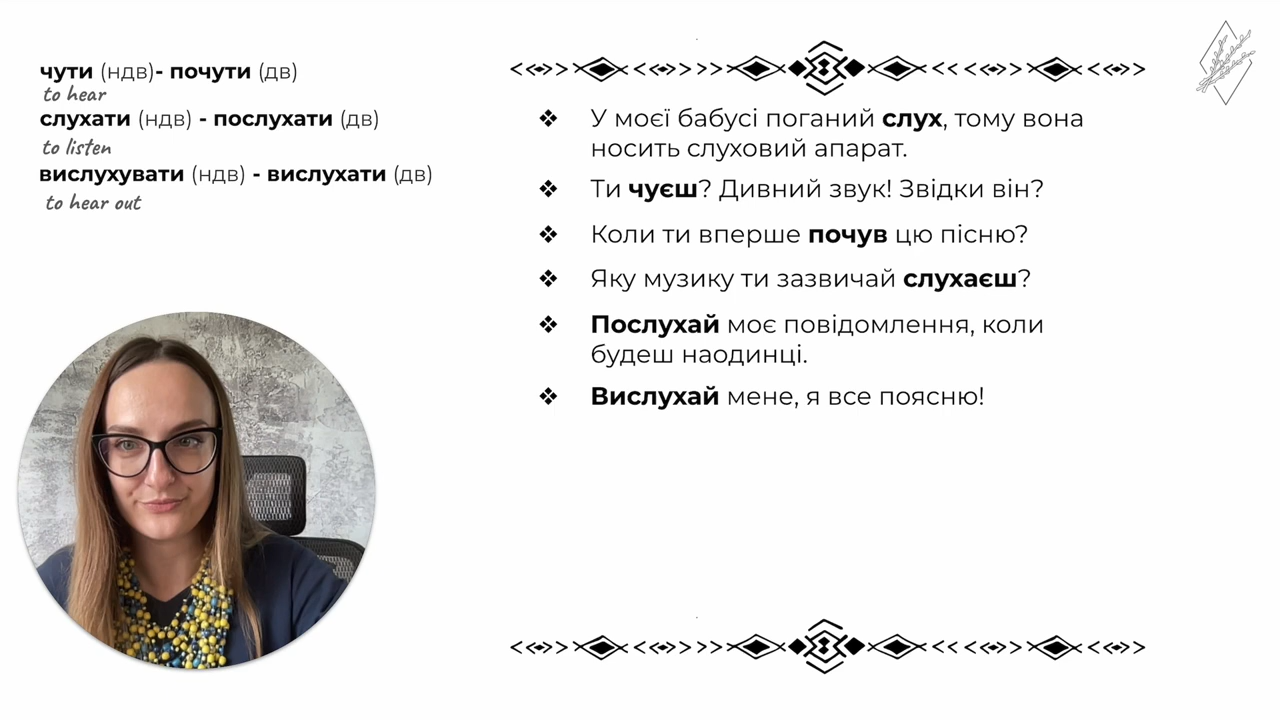 чути (ндв)- почути (дв)
to hear
слухати (ндв) - послухати (дв)
to listen
вислухувати (ндв) - вислухати (дв)
to hear out
❖ У моєї бабусі поганий слух, тому вона
носить слуховий апарат.
❖ Ти чуєш? Дивний звук! Звідки він?
❖ Коли ти вперше почув цю пісню?
❖ Яку музику ти зазвичай слухаєш?
❖ Послухай моє повідомлення, коли
будеш наодинці.
❖ Вислухай мене, я все поясню!